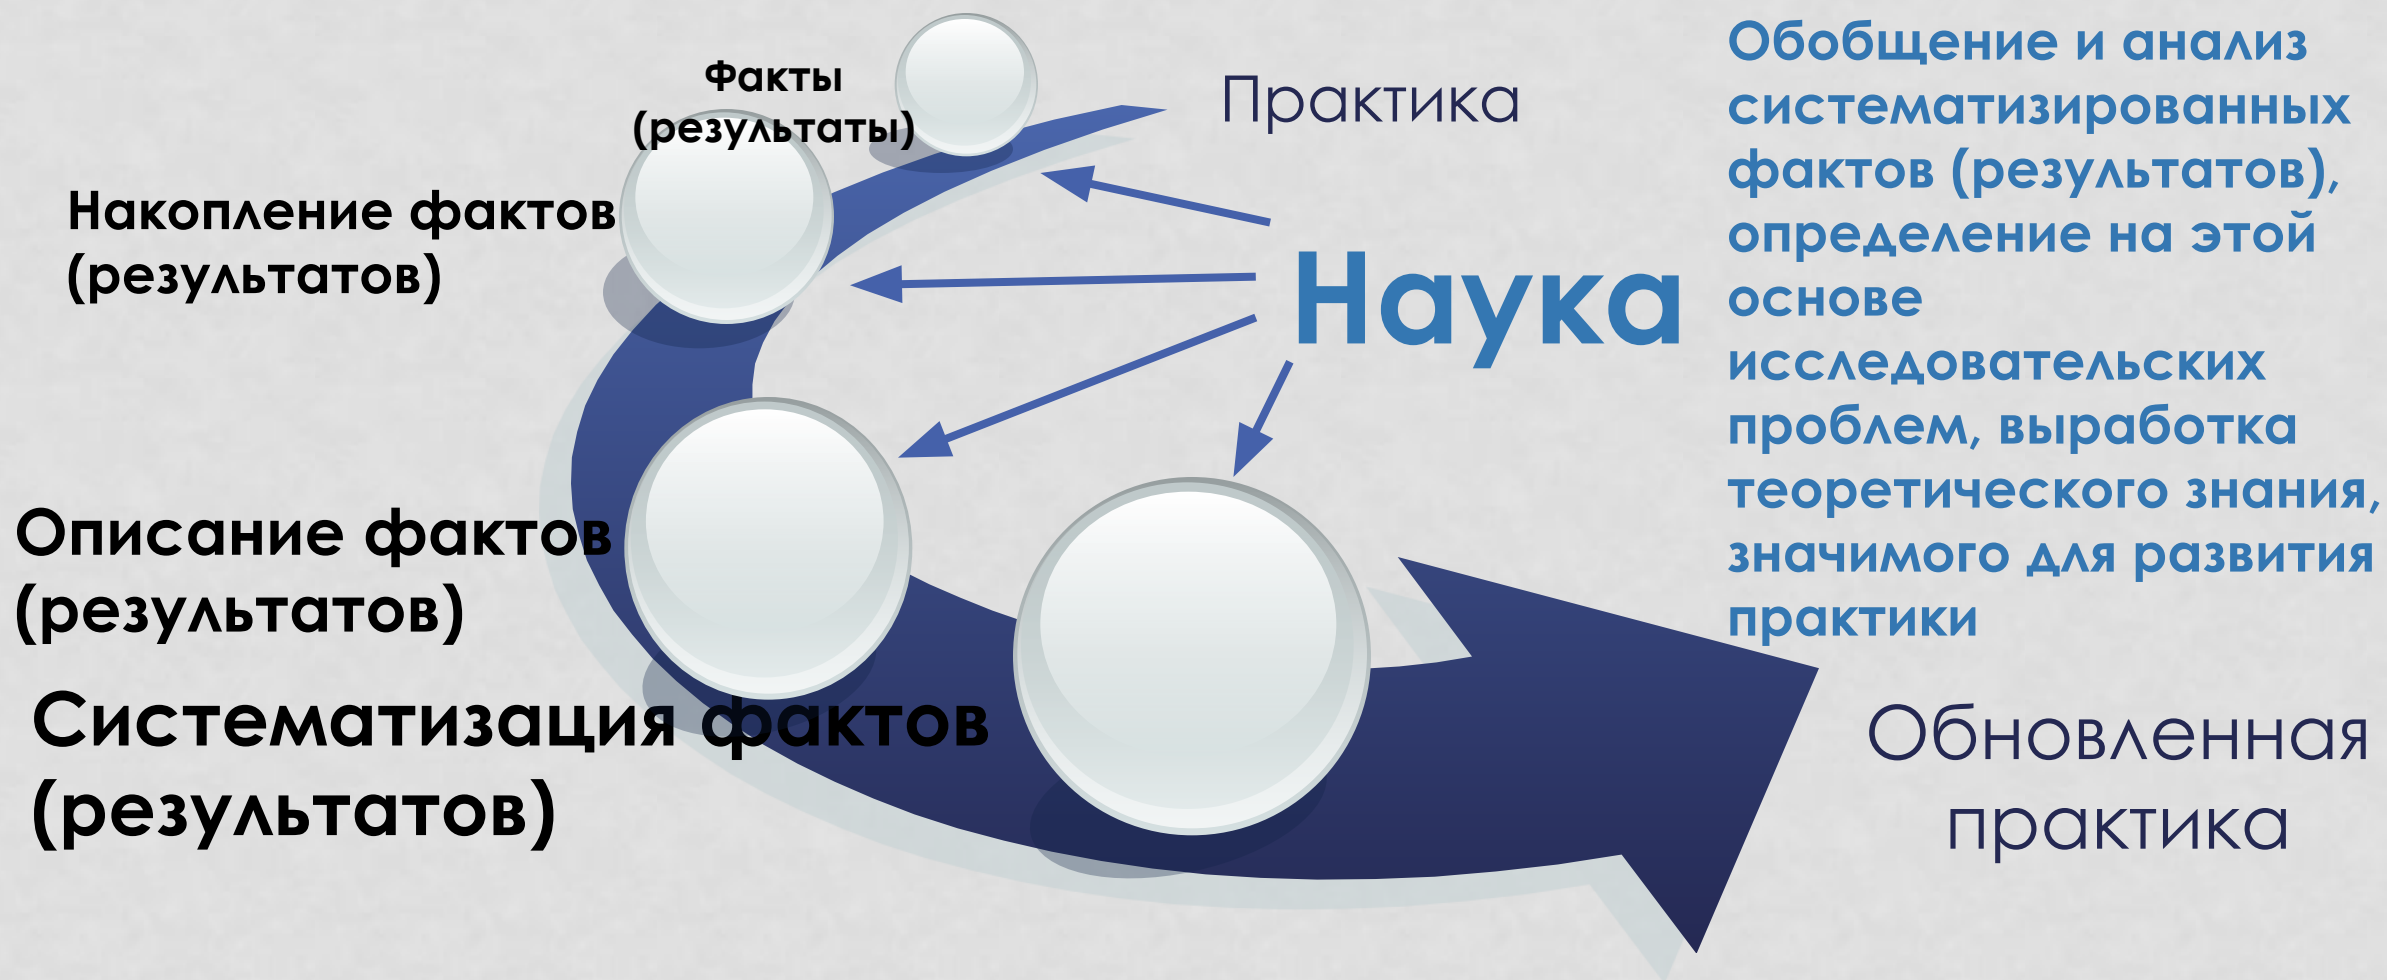 Факты
(результаты)
Практика
Накопление фактов
(результатов)
Наука
Обобщение и анализ
систематизированных
фактов (результатов),
определение на этой
основе
исследовательских
проблем, выработка
теоретического знания,
значимого для развития
практики
Описание фактов
(результатов)
Систематизация фактов
(результатов)
Обновленная
практика